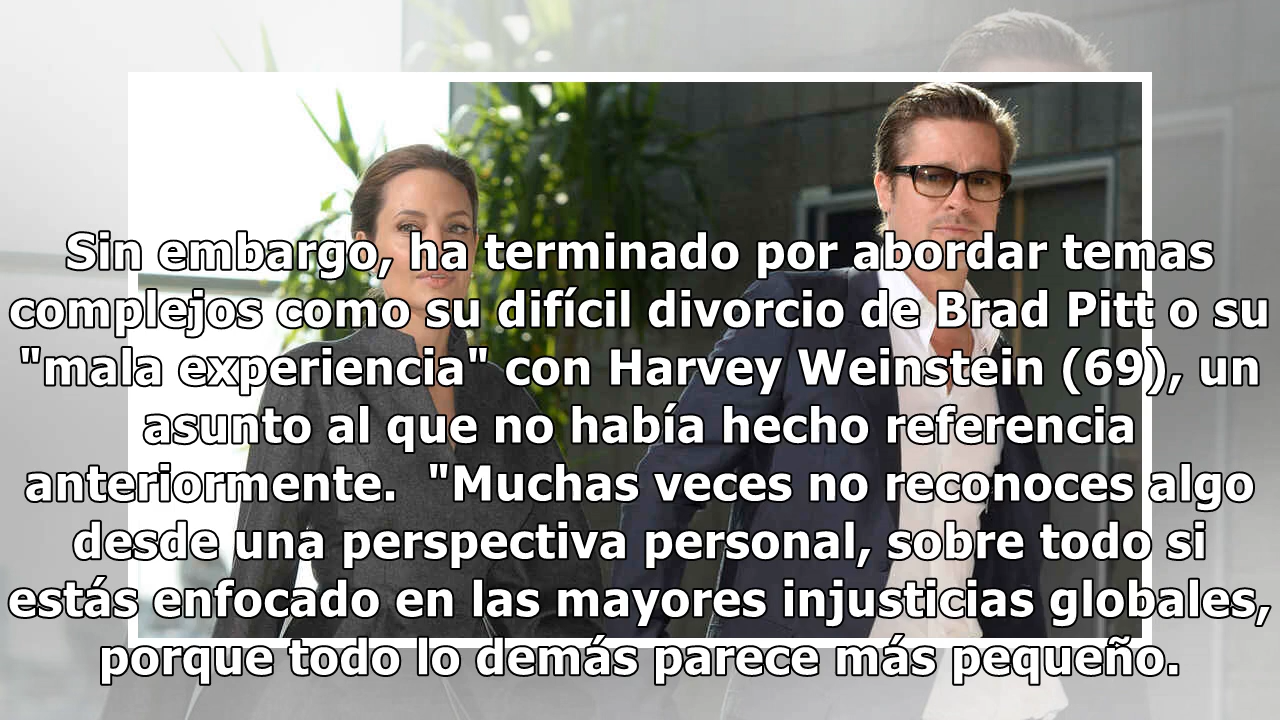 Sin embargo, ha terminado por abordar temas
complejos como su difícil divorcio de Brad Pitt o su
"mala experiencia" con Harvey Weinstein (69), un
asunto al que no había hecho referencia
anteriormente.  "Muchas veces no reconoces algo
desde una perspectiva personal, sobre todo si
estás enfocado en las mayores injusticias globales,
porque todo lo demás parece más pequeño.